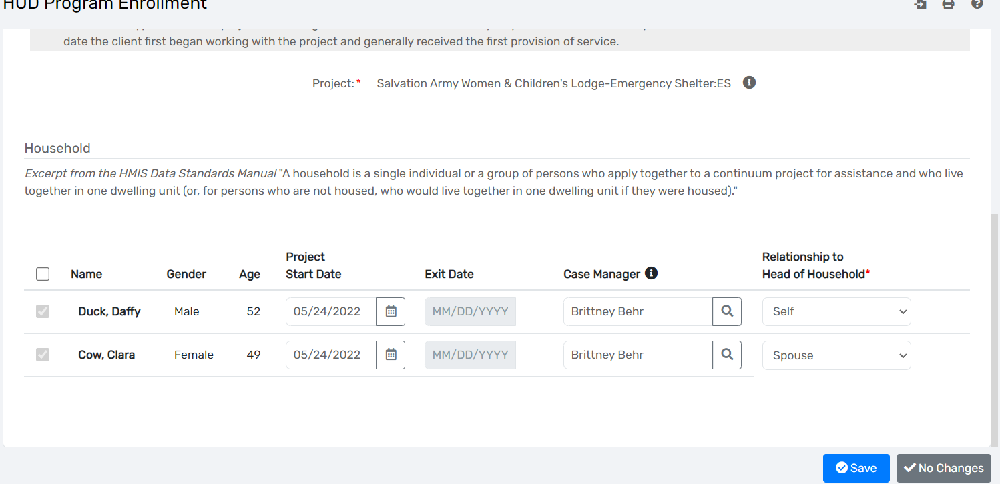 HUD Program Enrollment
date the client first began working with the project and generally received the first provision of service.
Project:* Salvation Army Women & Children's Lodge-Emergency Shelter:ES
Household
Excerpt from the HMIS Data Standards Manual "A household is a single individual or a group of persons who apply together to a continuum project for assistance and who live
together in one dwelling unit (or, for persons who are not housed, who would live together in one dwelling unit if they were housed)."
Name Gender Age Project Start Date Exit Date Case Manager Relationship to Head of Household*
Duck, Daffy Male 52 05/24/2022 MM/DD/YYYY Brittney Behr Self
Cow, Clara Female 49 05/24/2022 MM/DD/YYYY Brittney Behr Spouse
Save No Changes